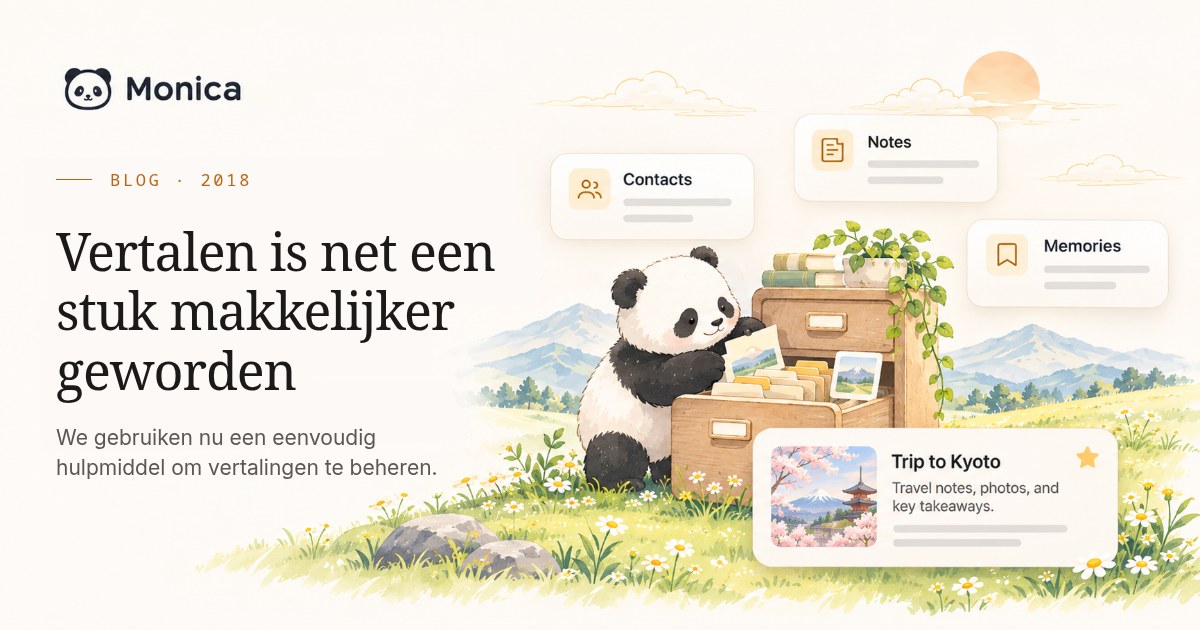 Monica
BLOG · 2018
Vertalen is net een
stuk makkelijker
geworden
We gebruiken nu een eenvoudig
hulpmiddel om vertalingen te beheren.
Contacts
Notes
Memories
Trip to Kyoto
Travel notes, photos, and
key takeaways.